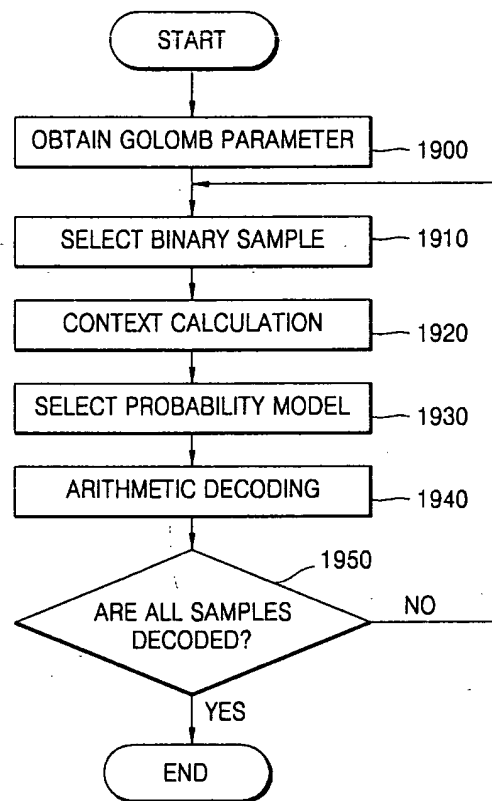 START
OBTAIN GOLOMB PARAMETER
1900
SELECT BINARY SAMPLE
1910
CONTEXT CALCULATION
1920
SELECT PROBABILITY MODEL
1930
ARITHMETIC DECODING
1940
1950
ARE ALL SAMPLES
DECODED?
NO
YES
END